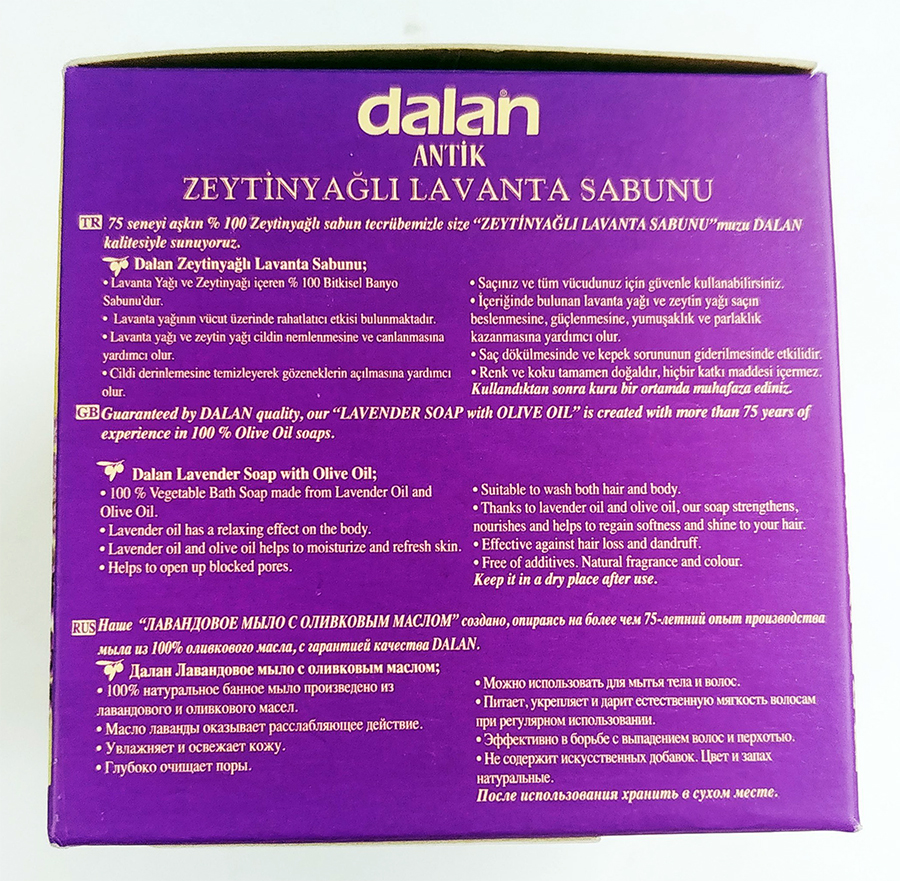 dalan®
ANTİK
ZEYTİNYAĞLI LAVANTA SABUNU
TR 75 seneyi aşkın % 100 Zeytinyağlı sabun tecrübemizle size “ZEYTİNYAĞLI LAVANTA SABUNU”muzu DALAN
kalitesiyle sunuyoruz.
Dalan Zeytinyağlı Lavanta Sabunu;
• Lavanta Yağı ve Zeytinyağı içeren % 100 Bitkisel Banyo
Sabunu'dur.
• Lavanta yağının vücut üzerinde rahatlatıcı etkisi bulunmaktadır.
• Lavanta yağı ve zeytin yağı cildin nemlenmesine ve canlanmasına
yardımcı olur.
• Cildi derinlemesine temizleyerek gözeneklerin açılmasına yardımcı
olur.
• Saçınız ve tüm vücudunuz için güvenle kullanabilirsiniz.
• İçeriğinde bulunan lavanta yağı ve zeytin yağı saçın
beslenmesine, güçlenmesine, yumuşaklık ve parlaklık
kazanmasına yardımcı olur.
• Saç dökülmesinde ve kepek sorununun giderilmesinde etkilidir.
• Renk ve koku tamamen doğaldır, hiçbir katkı maddesi içermez.
Kullandıktan sonra kuru bir ortamda muhafaza ediniz.
GB Guaranteed by DALAN quality, our “LAVENDER SOAP with OLIVE OIL” is created with more than 75 years of
experience in 100 % Olive Oil soaps.
Dalan Lavender Soap with Olive Oil;
• 100 % Vegetable Bath Soap made from Lavender Oil and
Olive Oil.
• Lavender oil has a relaxing effect on the body.
• Lavender oil and olive oil helps to moisturize and refresh skin.
• Helps to open up blocked pores.
• Suitable to wash both hair and body.
• Thanks to lavender oil and olive oil, our soap strengthens,
nourishes and helps to regain softness and shine to your hair.
• Effective against hair loss and dandruff.
• Free of additives. Natural fragrance and colour.
Keep it in a dry place after use.
RUS Наше “ЛАВАНДОВОЕ МЫЛО С ОЛИВКОВЫМ МАСЛОМ” создано, опираясь на более чем 75-летний опыт производства
мыла из 100% оливкового масла, с гарантией качества DALAN.
Далан Лавандовое мыло с оливковым маслом;
• 100% натуральное банное мыло произведено из
лавандового и оливкового масел.
• Масло лаванды оказывает расслабляющее действие.
• Увлажняет и освежает кожу.
• Глубоко очищает поры.
• Можно использовать для мытья тела и волос.
• Питает, укрепляет и дарит естественную мягкость волосам
при регулярном использовании.
• Эффективно в борьбе с выпадением волос и перхотью.
• Не содержит искусственных добавок. Цвет и запах
натуральные.
После использования хранить в сухом месте.